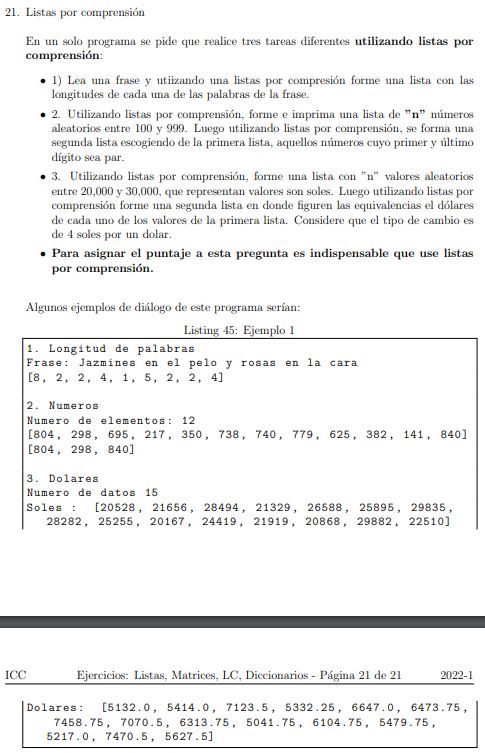 21. Listas por comprensión
En un solo programa se pide que realice tres tareas diferentes utilizando listas por
comprensión:
• 1) Lea una frase y utiizando una listas por compresión forme una lista con las
longitudes de cada una de las palabras de la frase.
• 2. Utilizando listas por comprensión, forme e imprima una lista de ”n” números
aleatorios entre 100 y 999. Luego utilizando listas por comprensión, se forma una
segunda lista escogiendo de la primera lista, aquellos números cuyo primer y último
dígito sea par.
• 3. Utilizando listas por comprensión, forme una lista con ”n” valores aleatorios
entre 20,000 y 30,000, que representan valores son soles. Luego utilizando listas por
comprensión forme una segunda lista en donde figuren las equivalencias el dólares
de cada uno de los valores de la primera lista. Considere que el tipo de cambio es
de 4 soles por un dolar.
• Para asignar el puntaje a esta pregunta es indispensable que use listas
por comprensión.
Algunos ejemplos de diálogo de este programa serían:
Listing 45: Ejemplo 1
1. Longitud de palabras
Frase: Jazmines en el pelo y rosas en la cara
[8, 2, 2, 4, 1, 5, 2, 2, 4]
2. Numeros
Numero de elementos: 12
[804, 298, 695, 217, 350, 738, 740, 779, 625, 382, 141, 840]
[804, 298, 840]
3. Dolares
Numero de datos 15
Soles : [20528, 21656, 28494, 21329, 26588, 25895, 29835,
28282, 25255, 20167, 24419, 21919, 20868, 29882, 22510]
ICC Ejercicios: Listas, Matrices, LC, Diccionarios - Página 21 de 21 2022-1
Dolares: [5132.0, 5414.0, 7123.5, 5332.25, 6647.0, 6473.75,
7458.75, 7070.5, 6313.75, 5041.75, 6104.75, 5479.75,
5217.0, 7470.5, 5627.5]